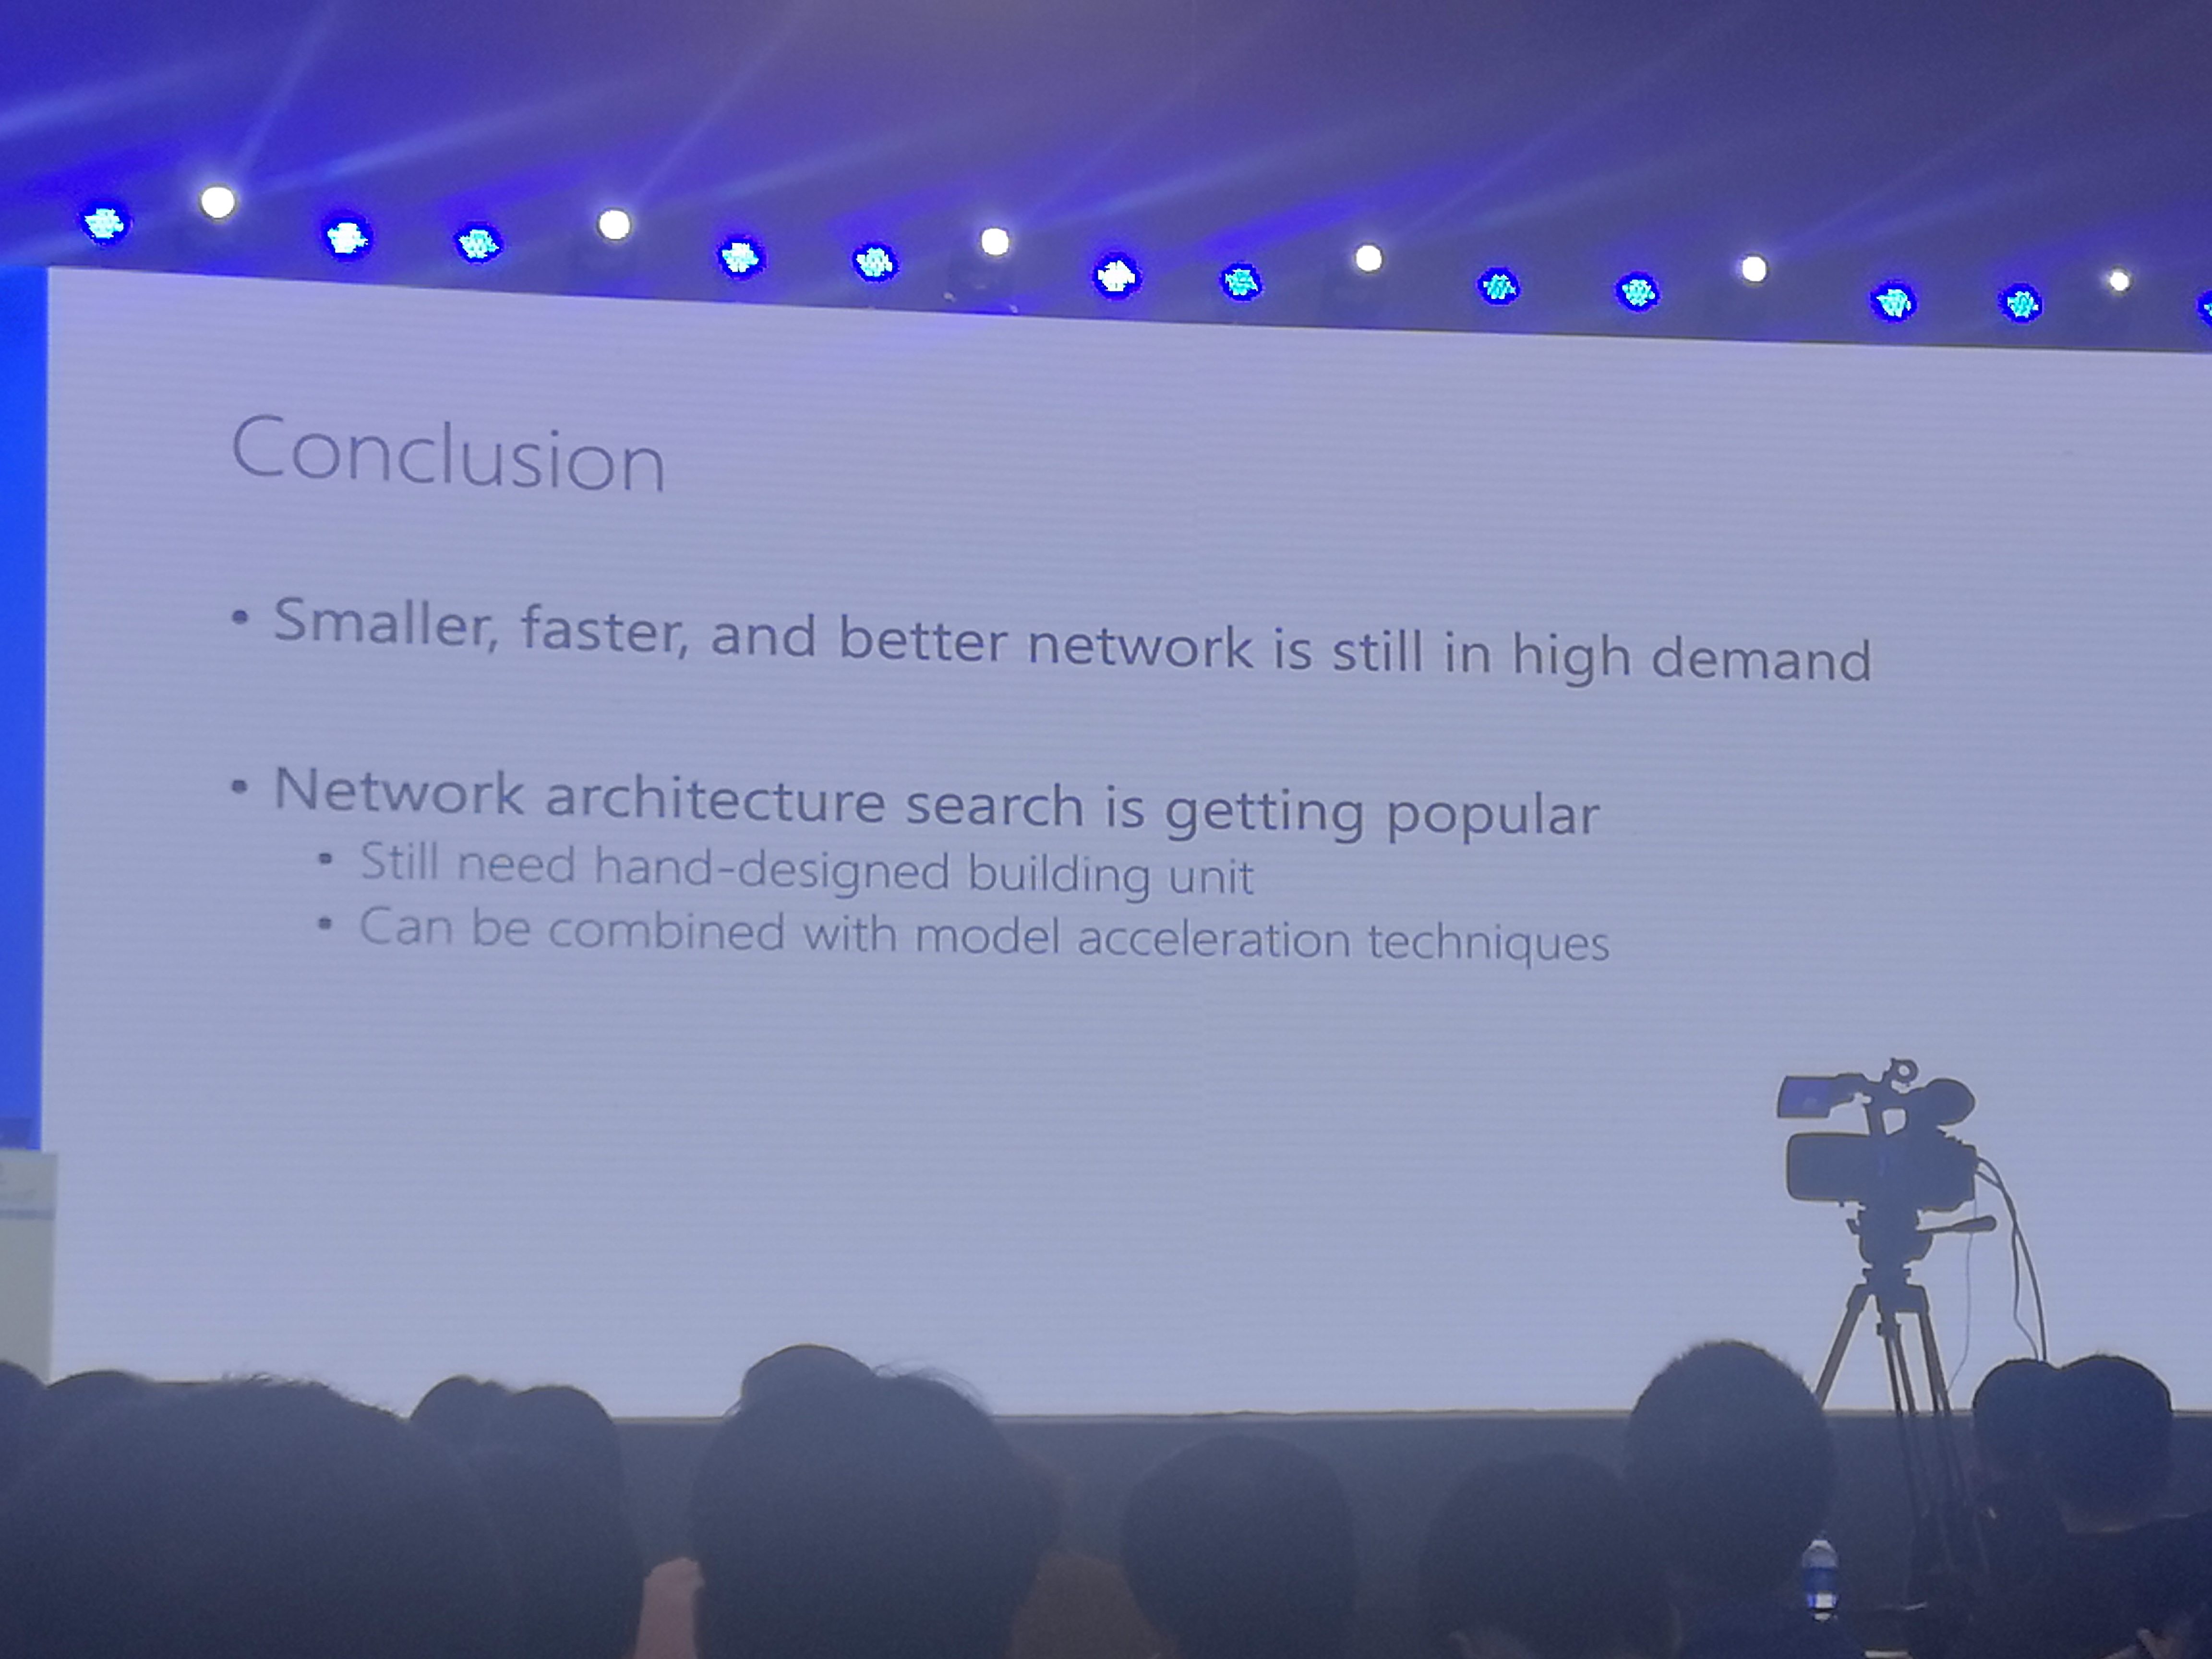 Conclusion
• Smaller, faster, and better network is still in high demand
• Network architecture search is getting popular
• Still need hand-designed building unit
• Can be combined with model acceleration techniques